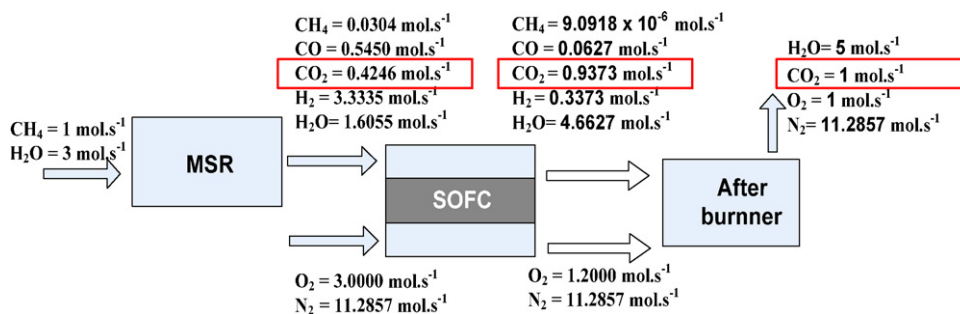 CH₄ = 0.0304 mol.s⁻¹
CO = 0.5450 mol.s⁻¹
CO₂ = 0.4246 mol.s⁻¹
H₂ = 3.3335 mol.s⁻¹
H₂O= 1.6055 mol.s⁻¹
CH₄ = 9.0918 x 10⁻⁶ mol.s⁻¹
CO = 0.0627 mol.s⁻¹
CO₂ = 0.9373 mol.s⁻¹
H₂ = 0.3373 mol.s⁻¹
H₂O= 4.6627 mol.s⁻¹
H₂O= 5 mol.s⁻¹
CO₂ = 1 mol.s⁻¹
O₂ = 1 mol.s⁻¹
N₂ = 11.2857 mol.s⁻¹
CH₄ = 1 mol.s⁻¹
H₂O = 3 mol.s⁻¹
MSR
SOFC
After
burnner
O₂ = 3.0000 mol.s⁻¹
N₂ = 11.2857 mol.s⁻¹
O₂ = 1.2000 mol.s⁻¹
N₂ = 11.2857 mol.s⁻¹